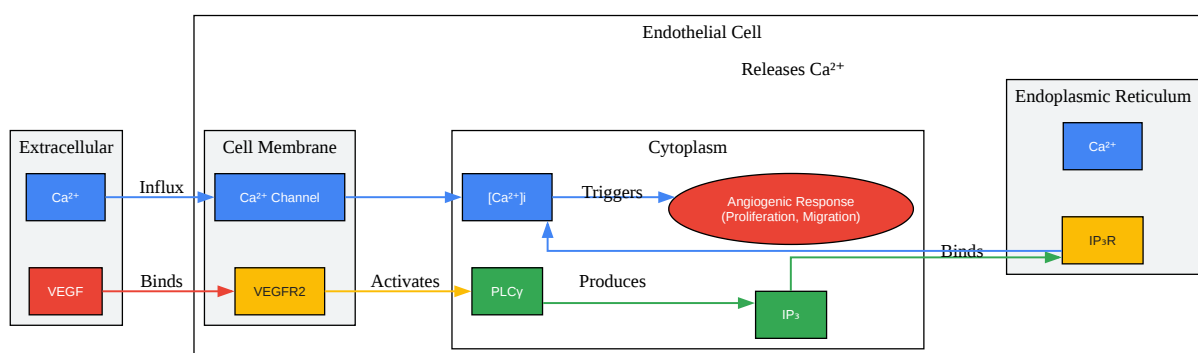 Endothelial Cell
Releases Ca²⁺
Endoplasmic Reticulum
Ca²⁺
IP₃R
Extracellular
Ca²⁺
VEGF
Influx
Binds
Cell Membrane
Ca²⁺ Channel
VEGFR2
Activates
Cytoplasm
[Ca²⁺]i
Triggers
Angiogenic Response
(Proliferation, Migration)
PLCγ
Produces
IP₃
Binds